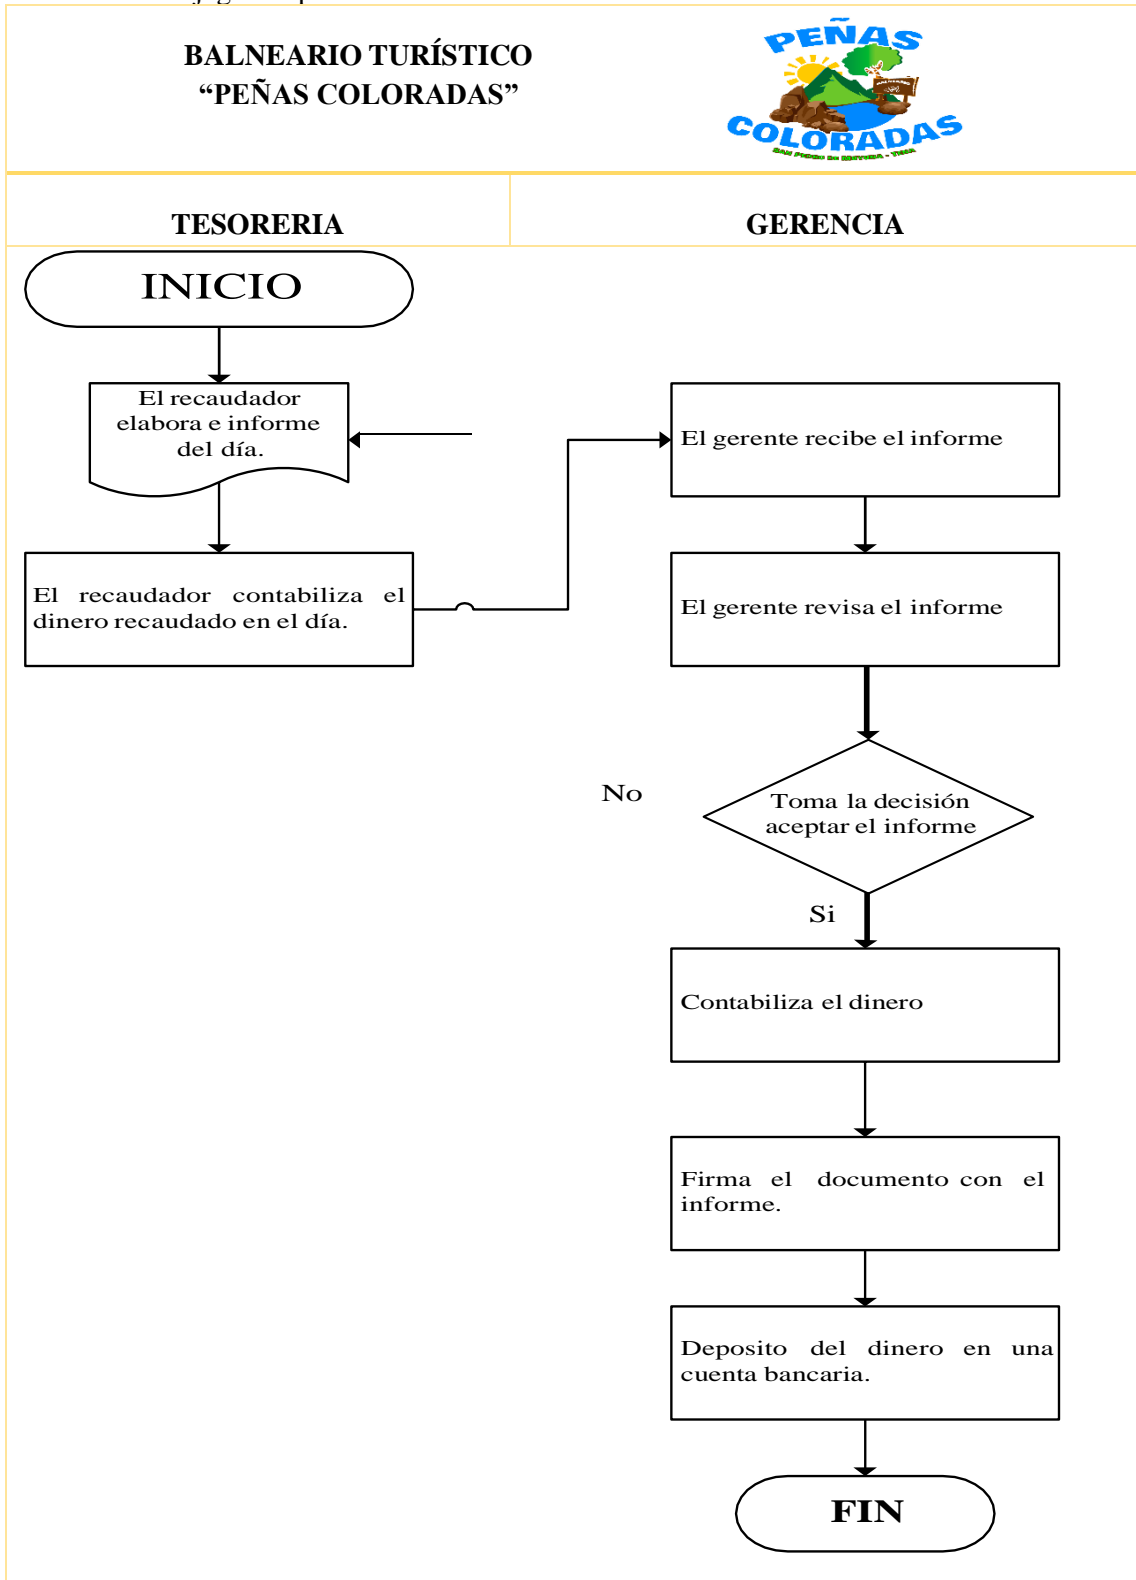 BALNEARIO TURÍSTICO
“PEÑAS COLORADAS”
PEÑAS
COLORADAS
TESORERIA
GERENCIA
INICIO
El recaudador
elabora e informe
del día.
El recaudador contabiliza el
dinero recaudado en el día.
El gerente recibe el informe
El gerente revisa el informe
No
Toma la decisión
aceptar el informe
Si
Contabiliza el dinero
Firma el documento con el
informe.
Deposito del dinero en una
cuenta bancaria.
FIN